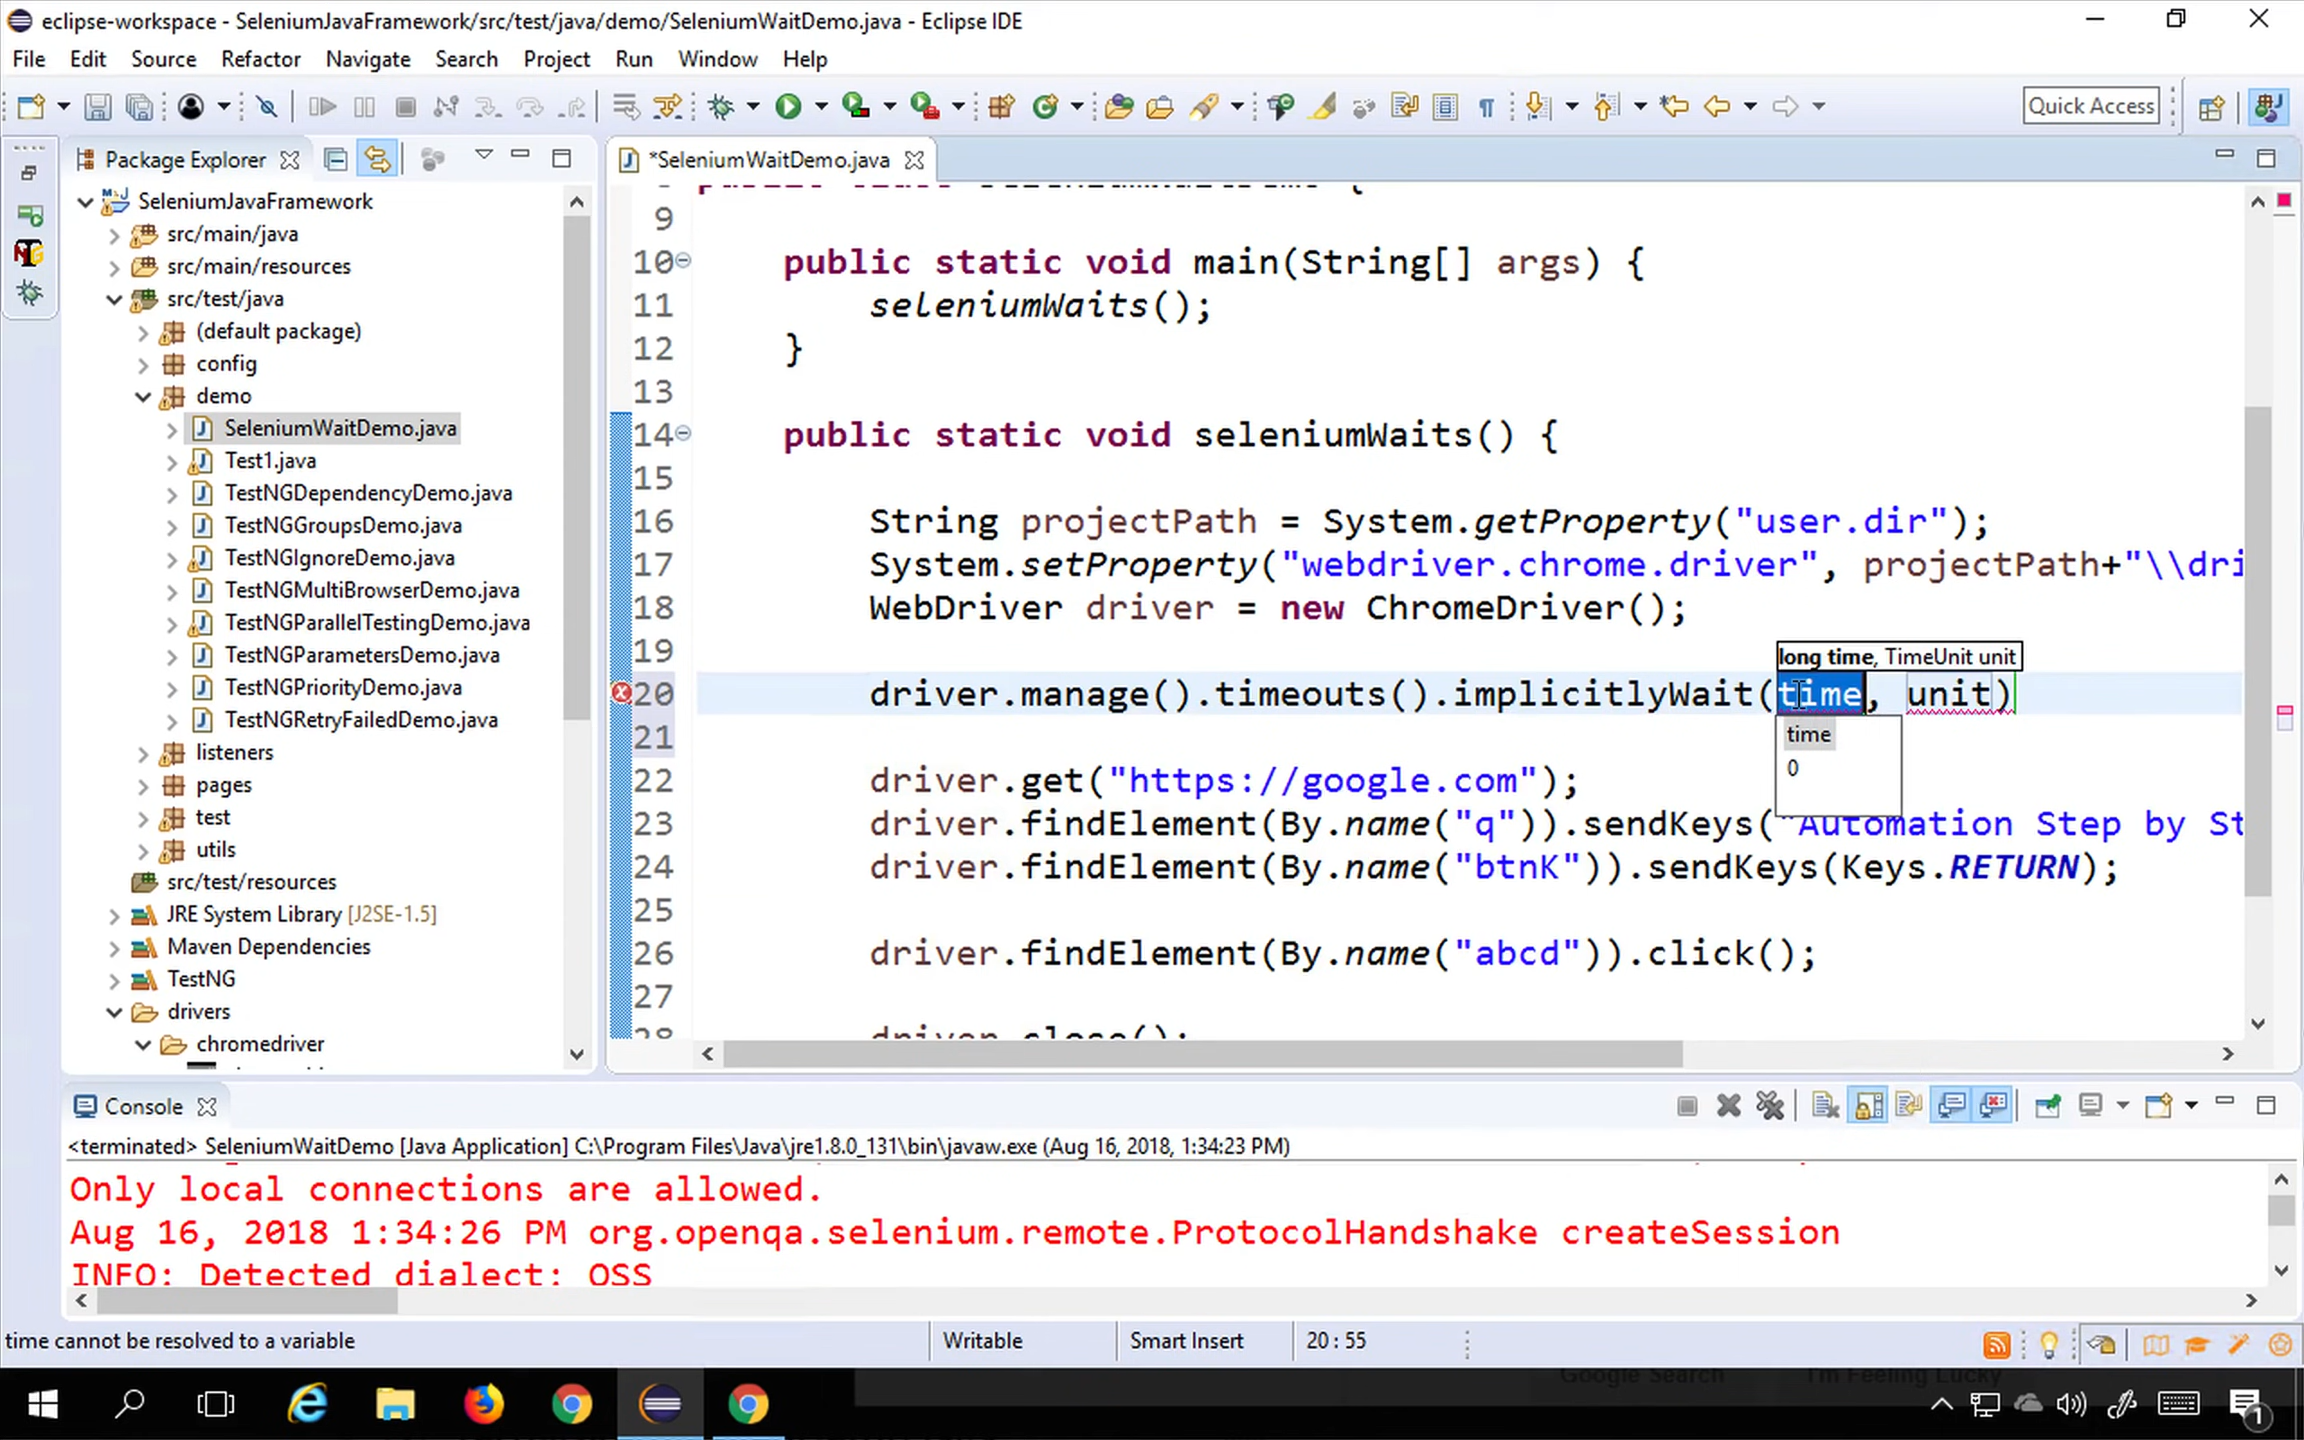 eclipse-workspace - SeleniumJavaFramework/src/test/java/demo/SeleniumWaitDemo.java - Eclipse IDE
File Edit Source Refactor Navigate Search Project Run Window Help
Quick Access
Package Explorer
*SeleniumWaitDemo.java
SeleniumJavaFramework
src/main/java
src/main/resources
src/test/java
(default package)
config
demo
SeleniumWaitDemo.java
Test1.java
TestNGDependencyDemo.java
TestNGGroupsDemo.java
TestNGIgnoreDemo.java
TestNGMultiBrowserDemo.java
TestNGParallelTestingDemo.java
TestNGParametersDemo.java
TestNGPriorityDemo.java
TestNGRetryFailedDemo.java
listeners
pages
test
utils
src/test/resources
JRE System Library [J2SE-1.5]
Maven Dependencies
TestNG
drivers
chromedriver
9
10 public static void main(String[] args) {
11 seleniumWaits();
12 }
13
14 public static void seleniumWaits() {
15
16 String projectPath = System.getProperty("user.dir");
17 System.setProperty("webdriver.chrome.driver", projectPath+"\\dri
18 WebDriver driver = new ChromeDriver();
19
long time, TimeUnit unit
20 driver.manage().timeouts().implicitlyWait(time, unit)
21
time
0
22 driver.get("https://google.com");
23 driver.findElement(By.name("q")).sendKeys("Automation Step by St
24 driver.findElement(By.name("btnK")).sendKeys(Keys.RETURN);
25
26 driver.findElement(By.name("abcd")).click();
27
28 driver.close();
Console
<terminated> SeleniumWaitDemo [Java Application] C:\Program Files\Java\jre1.8.0_131\bin\javaw.exe (Aug 16, 2018, 1:34:23 PM)
Only local connections are allowed.
Aug 16, 2018 1:34:26 PM org.openqa.selenium.remote.ProtocolHandshake createSession
INFO: Detected dialect: OSS
time cannot be resolved to a variable
Writable
Smart Insert
20 : 55
Google Search
I'm Feeling Lucky
1